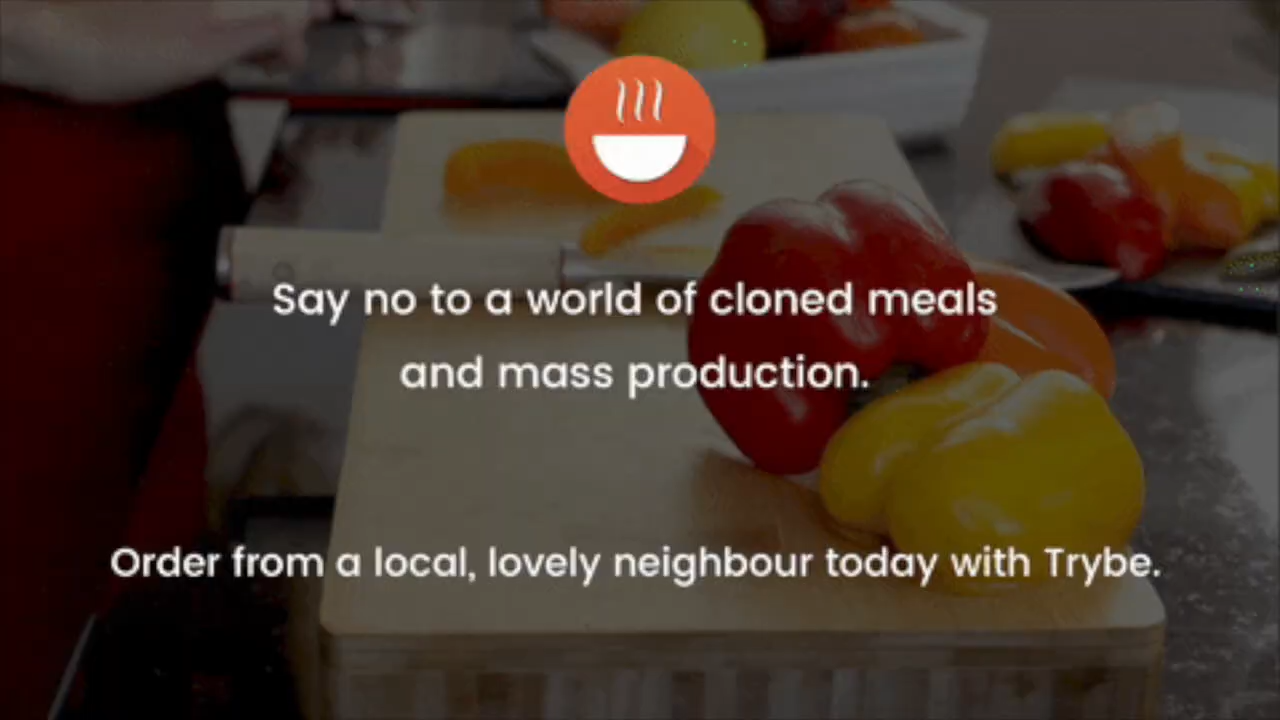 Say no to a world of cloned meals
and mass production.
Order from a local, lovely neighbour today with Trybe.